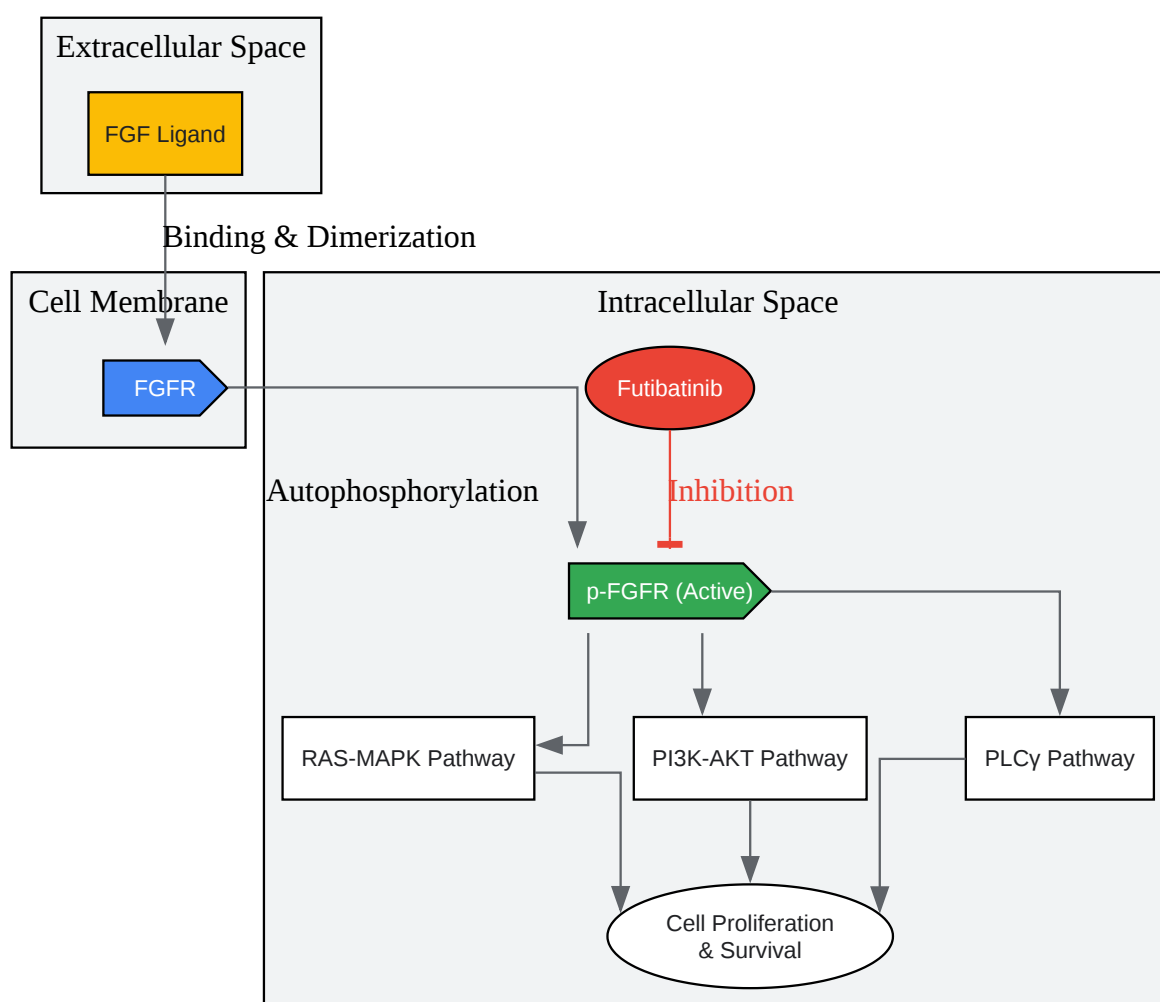 Extracellular Space
FGF Ligand
Binding & Dimerization
Cell Membrane
Intracellular Space
FGFR
Futibatinib
Autophosphorylation
Inhibition
p-FGFR (Active)
RAS-MAPK Pathway
PI3K-AKT Pathway
PLCγ Pathway
Cell Proliferation
& Survival